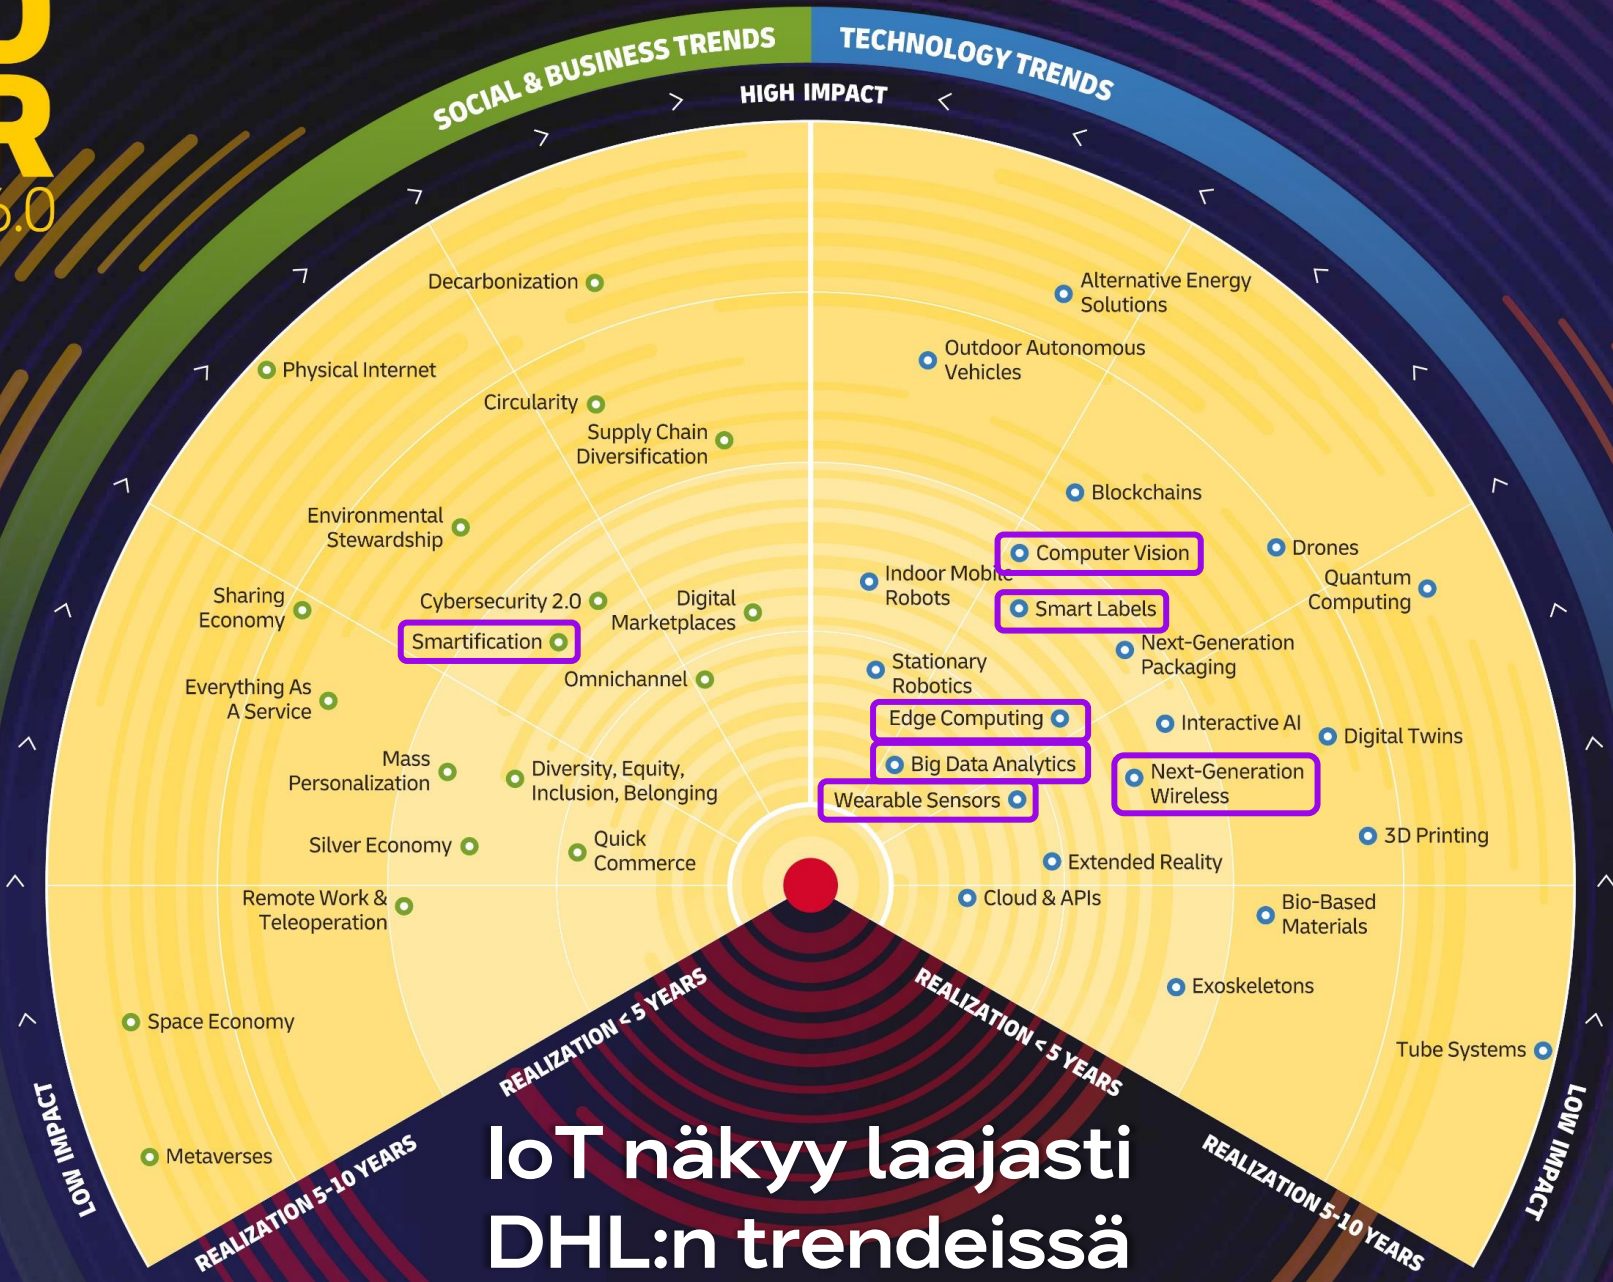 R
6.0
SOCIAL & BUSINESS TRENDS
TECHNOLOGY TRENDS
HIGH IMPACT
Decarbonization
Physical Internet
Circularity
Supply Chain
Diversification
Environmental
Stewardship
Sharing
Economy
Cybersecurity 2.0
Digital
Marketplaces
Smartification
Omnichannel
Everything As
A Service
Mass
Personalization
Diversity, Equity,
Inclusion, Belonging
Silver Economy
Quick
Commerce
Remote Work &
Teleoperation
Space Economy
Metaverses
Alternative Energy
Solutions
Outdoor Autonomous
Vehicles
Blockchains
Computer Vision
Drones
Indoor Mobile
Robots
Quantum
Computing
Smart Labels
Next-Generation
Packaging
Stationary
Robotics
Edge Computing
Interactive AI
Digital Twins
Big Data Analytics
Next-Generation
Wireless
Wearable Sensors
3D Printing
Extended Reality
Cloud & APIs
Bio-Based
Materials
Exoskeletons
Tube Systems
LOW IMPACT
REALIZATION 5-10 YEARS
REALIZATION < 5 YEARS
REALIZATION < 5 YEARS
REALIZATION 5-10 YEARS
LOW IMPACT
IoT näkyy laajasti
DHL:n trendeissä